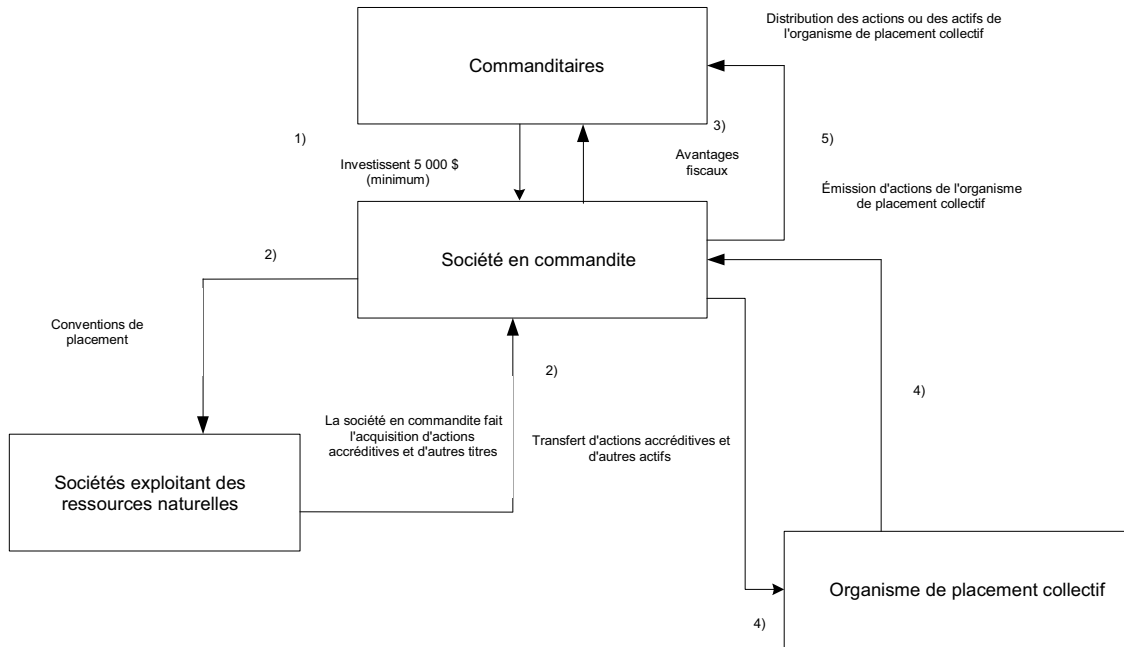 Distribution des actions ou des actifs de
l'organisme de placement collectif
Commanditaires
1)
3)
5)
Investissent 5 000 $
(minimum)
Avantages
fiscaux
Émission d'actions de l'organisme
de placement collectif
2)
Société en commandite
Conventions de
placement
2)
4)
La société en commandite fait
l'acquisition d'actions
accréditives et d'autres titres
Transfert d'actions accréditives et
d'autres actifs
Sociétés exploitant des
ressources naturelles
Organisme de placement collectif
4)